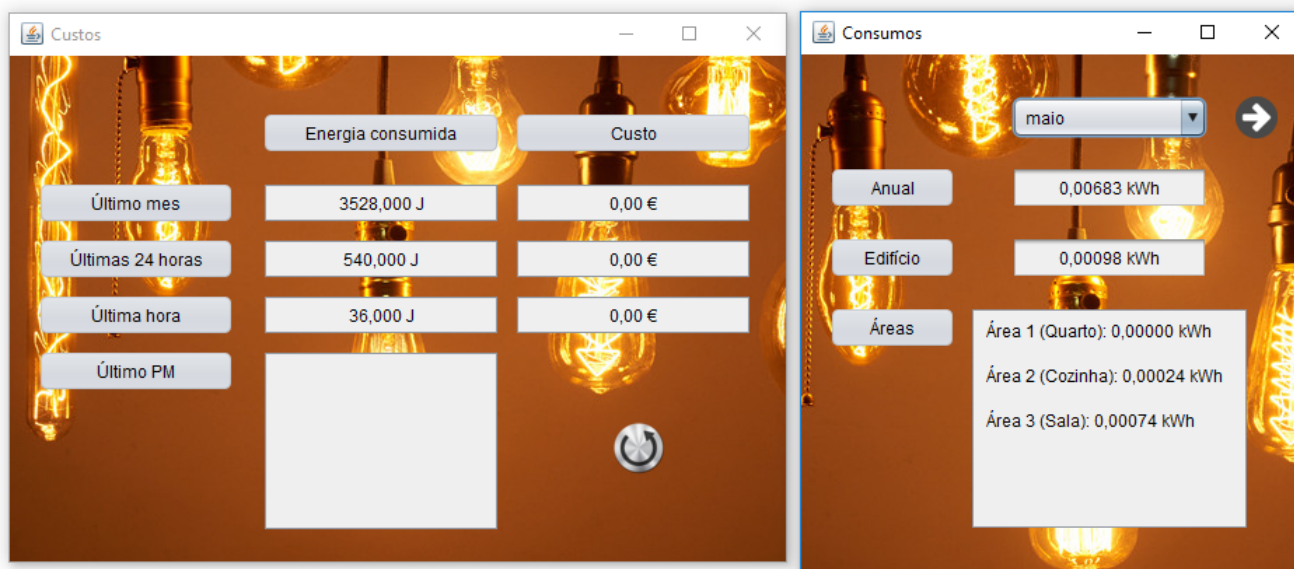 Custos
Energia consumida Custo
Último mes 3528,000 J 0,00 €
Últimas 24 horas 540,000 J 0,00 €
Última hora 36,000 J 0,00 €
Último PM
Consumos
maio
Anual 0,00683 kWh
Edifício 0,00098 kWh
Áreas
Área 1 (Quarto): 0,00000 kWh
Área 2 (Cozinha): 0,00024 kWh
Área 3 (Sala): 0,00074 kWh